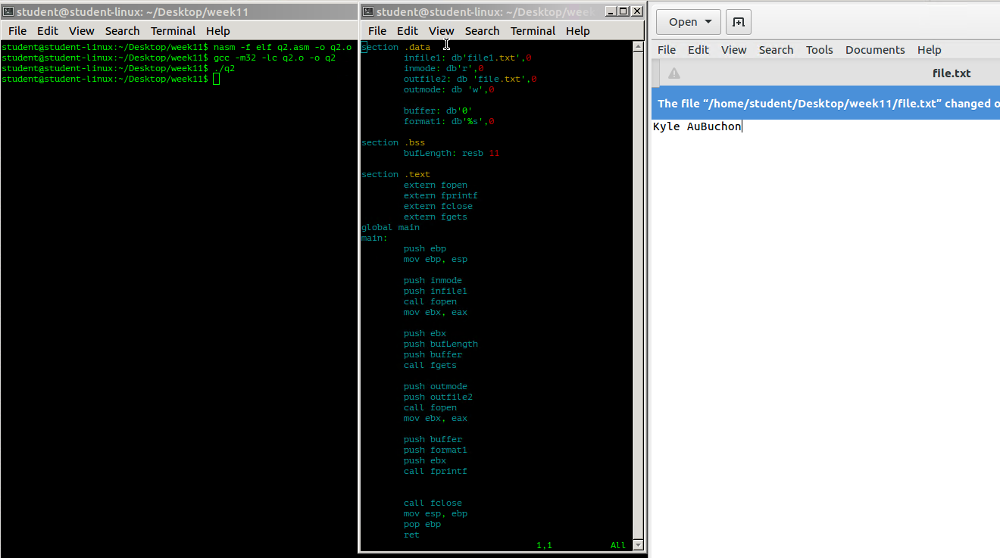 student@student-linux: ~/Desktop/week11
File Edit View Search Terminal Help
student@student-linux:~/Desktop/week11$ nasm -f elf q2.asm -o q2.o
student@student-linux:~/Desktop/week11$ gcc -m32 -lc q2.o -o q2
student@student-linux:~/Desktop/week11$ ./q2
student@student-linux:~/Desktop/week11$
student@student-linux: ~/Desktop/week
File Edit View Search Terminal Help
section .data
infile1: db'file1.txt',0
inmode: db'r',0
outfile2: db 'file.txt',0
outmode: db 'w',0
buffer: db'0'
format1: db'%s',0
section .bss
bufLength: resb 11
section .text
extern fopen
extern fprintf
extern fclose
extern fgets
global main
main:
push ebp
mov ebp, esp
push inmode
push infile1
call fopen
mov ebx, eax
push ebx
push bufLength
push buffer
call fgets
push outmode
push outfile2
call fopen
mov ebx, eax
push buffer
push format1
push ebx
call fprintf
call fclose
mov esp, ebp
pop ebp
ret
1,1 All
Open
File Edit View Search Tools Documents Help
file.txt
The file “/home/student/Desktop/week11/file.txt” changed o
Kyle AuBuchon